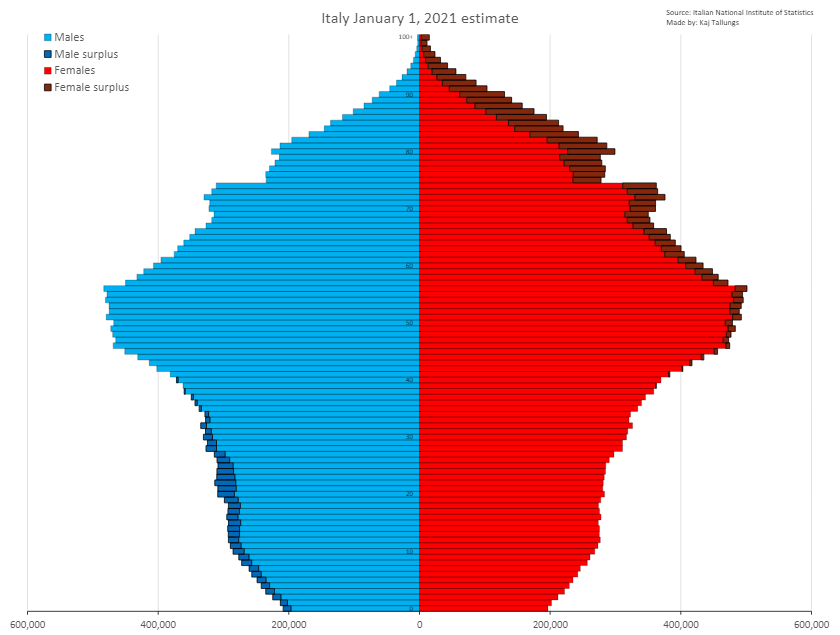 Italy January 1, 2021 estimate
Source: Italian National Institute of Statistics
Made by: Kaj Tallungs
Males
Male surplus
Females
Female surplus
100+
90
80
70
60
50
40
30
20
10
0
600,000 400,000 200,000 0 200,000 400,000 600,000